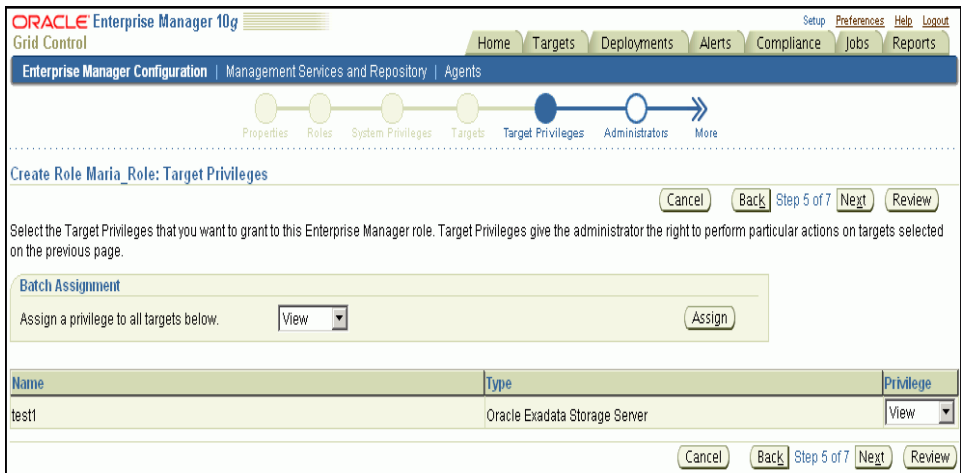 ORACLE Enterprise Manager 10g
Grid Control
Setup Preferences Help Logout
Home Targets Deployments Alerts Compliance Jobs Reports
Enterprise Manager Configuration | Management Services and Repository | Agents
Properties Roles System Privileges Targets Target Privileges Administrators More
Create Role Maria_Role: Target Privileges
Cancel Back Step 5 of 7 Next Review
Select the Target Privileges that you want to grant to this Enterprise Manager role. Target Privileges give the administrator the right to perform particular actions on targets selected
on the previous page.
Batch Assignment
Assign a privilege to all targets below. View Assign
Name Type Privilege
test1 Oracle Exadata Storage Server View
Cancel Back Step 5 of 7 Next Review